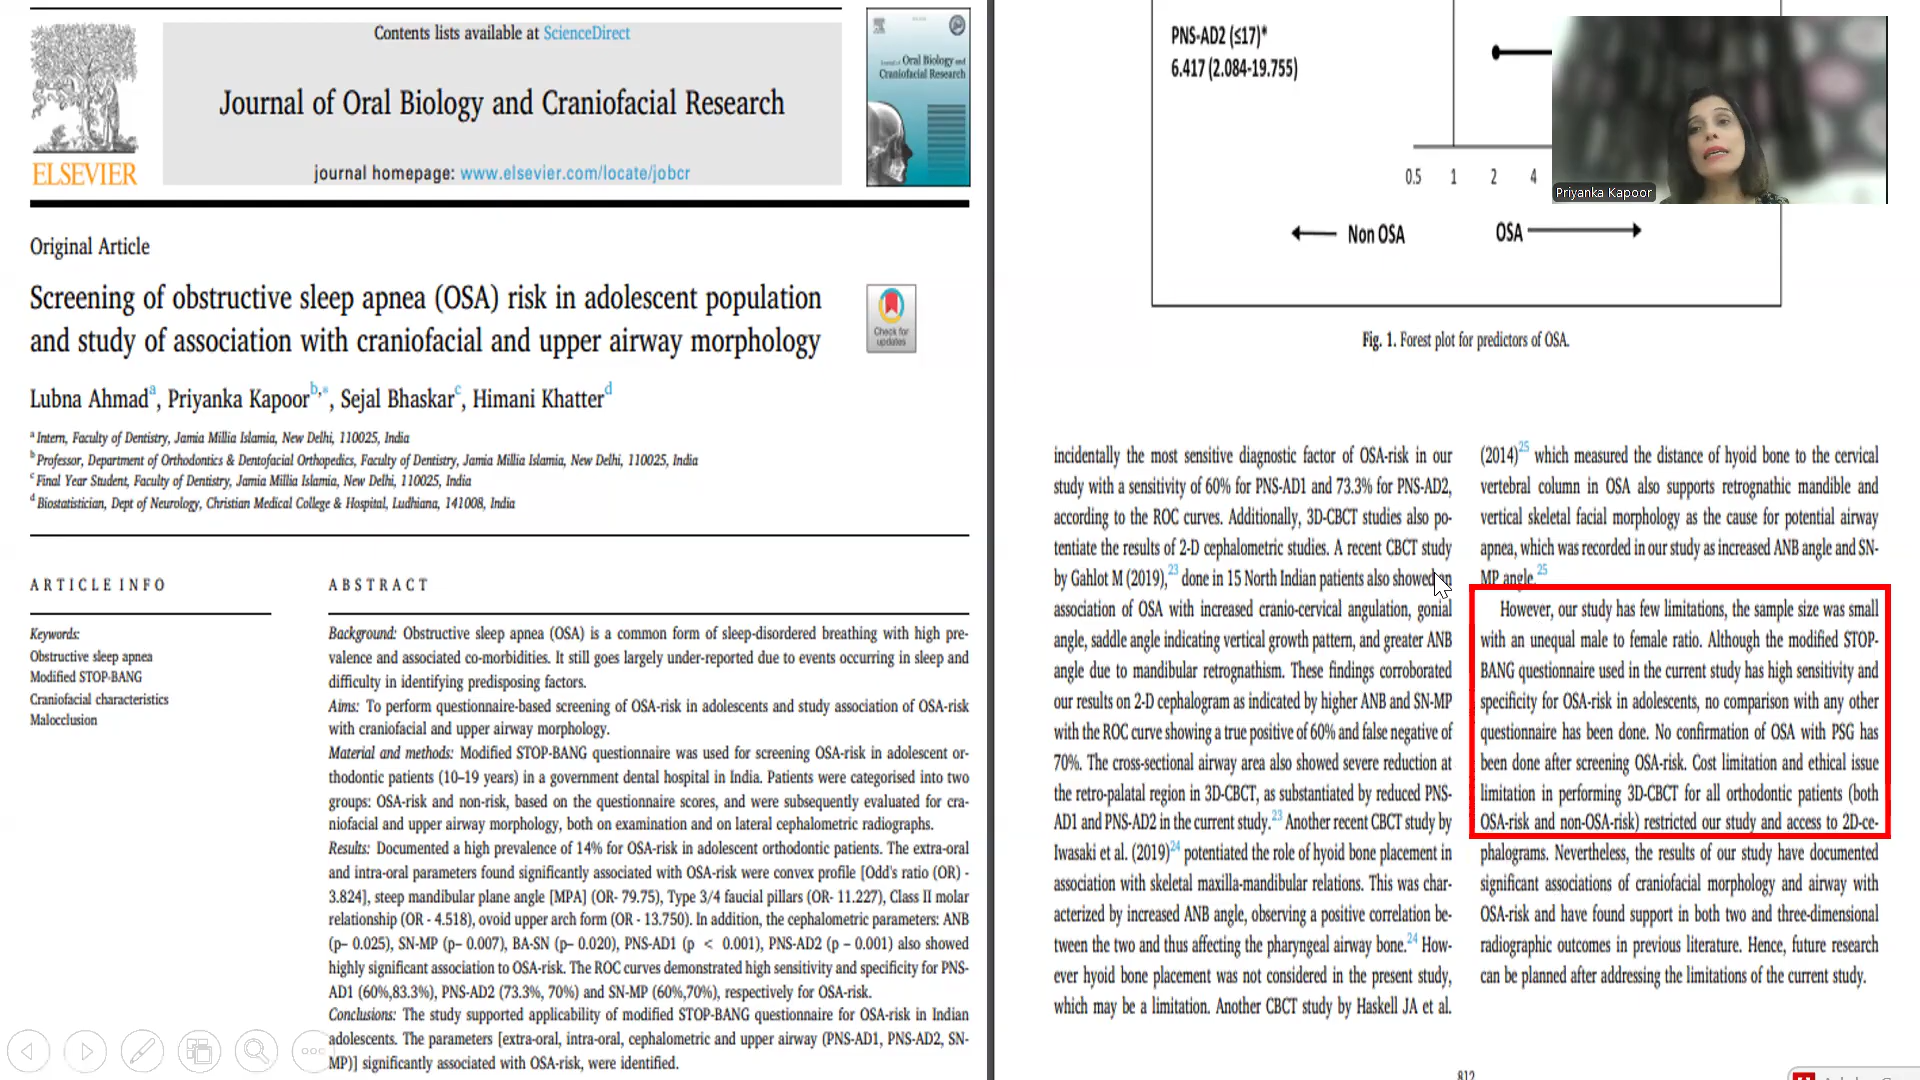 Contents lists available at ScienceDirect
Journal of Oral Biology and Craniofacial Research
journal homepage: www.elsevier.com/locate/jobcr
ELSEVIER
Oral Biology and
Craniofacial Research
Original Article
Screening of obstructive sleep apnea (OSA) risk in adolescent population
and study of association with craniofacial and upper airway morphology
Check for
updates
Lubna Ahmad a, Priyanka Kapoor b,*, Sejal Bhaskar c, Himani Khatter d
a Intern, Faculty of Dentistry, Jamia Millia Islamia, New Delhi, 110025, India
b Professor, Department of Orthodontics & Dentofacial Orthopedics, Faculty of Dentistry, Jamia Millia Islamia, New Delhi, 110025, India
c Final Year Student, Faculty of Dentistry, Jamia Millia Islamia, New Delhi, 110025, India
d Biostatistician, Dept of Neurology, Christian Medical College & Hospital, Ludhiana, 141008, India
ARTICLE INFO
Keywords:
Obstructive sleep apnea
Modified STOP-BANG
Craniofacial characteristics
Malocclusion
ABSTRACT
Background: Obstructive sleep apnea (OSA) is a common form of sleep-disordered breathing with high pre-
valence and associated co-morbidities. It still goes largely under-reported due to events occurring in sleep and
difficulty in identifying predisposing factors.
Aims: To perform questionnaire-based screening of OSA-risk in adolescents and study association of OSA-risk
with craniofacial and upper airway morphology.
Material and methods: Modified STOP-BANG questionnaire was used for screening OSA-risk in adolescent or-
thodontic patients (10–19 years) in a government dental hospital in India. Patients were categorised into two
groups: OSA-risk and non-risk, based on the questionnaire scores, and were subsequently evaluated for cra-
niofacial and upper airway morphology, both on examination and on lateral cephalometric radiographs.
Results: Documented a high prevalence of 14% for OSA-risk in adolescent orthodontic patients. The extra-oral
and intra-oral parameters found significantly associated with OSA-risk were convex profile [Odd's ratio (OR) -
3.824], steep mandibular plane angle [MPA] (OR- 79.75), Type 3/4 faucial pillars (OR- 11.227), Class II molar
relationship (OR - 4.518), ovoid upper arch form (OR - 13.750). In addition, the cephalometric parameters: ANB
(p– 0.025), SN-MP (p– 0.007), BA-SN (p– 0.020), PNS-AD1 (p < 0.001), PNS-AD2 (p – 0.001) also showed
highly significant association to OSA-risk. The ROC curves demonstrated high sensitivity and specificity for PNS-
AD1 (60%,83.3%), PNS-AD2 (73.3%, 70%) and SN-MP (60%,70%), respectively for OSA-risk.
Conclusions: The study supported applicability of modified STOP-BANG questionnaire for OSA-risk in Indian
adolescents. The parameters [extra-oral, intra-oral, cephalometric and upper airway (PNS-AD1, PNS-AD2, SN-
MP)] significantly associated with OSA-risk, were identified.
PNS-AD2 (≤17)*
6.417 (2.084-19.755)
0.5 1 2 4
Non OSA OSA
Priyanka Kapoor
Fig. 1. Forest plot for predictors of OSA.
incidentally the most sensitive diagnostic factor of OSA-risk in our
study with a sensitivity of 60% for PNS-AD1 and 73.3% for PNS-AD2,
according to the ROC curves. Additionally, 3D-CBCT studies also po-
tentiate the results of 2-D cephalometric studies. A recent CBCT study
by Gahlot M (2019),23 done in 15 North Indian patients also showed an
association of OSA with increased cranio-cervical angulation, gonial
angle, saddle angle indicating vertical growth pattern, and greater ANB
angle due to mandibular retrognathism. These findings corroborated
our results on 2-D cephalogram as indicated by higher ANB and SN-MP
with the ROC curve showing a true positive of 60% and false negative of
70%. The cross-sectional airway area also showed severe reduction at
the retro-palatal region in 3D-CBCT, as substantiated by reduced PNS-
AD1 and PNS-AD2 in the current study.23 Another recent CBCT study by
Iwasaki et al. (2019)24 potentiated the role of hyoid bone placement in
association with skeletal maxilla-mandibular relations. This was char-
acterized by increased ANB angle, observing a positive correlation be-
tween the two and thus affecting the pharyngeal airway bone.24 How-
ever hyoid bone placement was not considered in the present study,
which may be a limitation. Another CBCT study by Haskell JA et al.
(2014)25 which measured the distance of hyoid bone to the cervical
vertebral column in OSA also supports retrognathic mandible and
vertical skeletal facial morphology as the cause for potential airway
apnea, which was recorded in our study as increased ANB angle and SN-
MP angle.25
However, our study has few limitations, the sample size was small
with an unequal male to female ratio. Although the modified STOP-
BANG questionnaire used in the current study has high sensitivity and
specificity for OSA-risk in adolescents, no comparison with any other
questionnaire has been done. No confirmation of OSA with PSG has
been done after screening OSA-risk. Cost limitation and ethical issue
limitation in performing 3D-CBCT for all orthodontic patients (both
OSA-risk and non-OSA-risk) restricted our study and access to 2D-ce-
phalograms. Nevertheless, the results of our study have documented
significant associations of craniofacial morphology and airway with
OSA-risk and have found support in both two and three-dimensional
radiographic outcomes in previous literature. Hence, future research
can be planned after addressing the limitations of the current study.
812